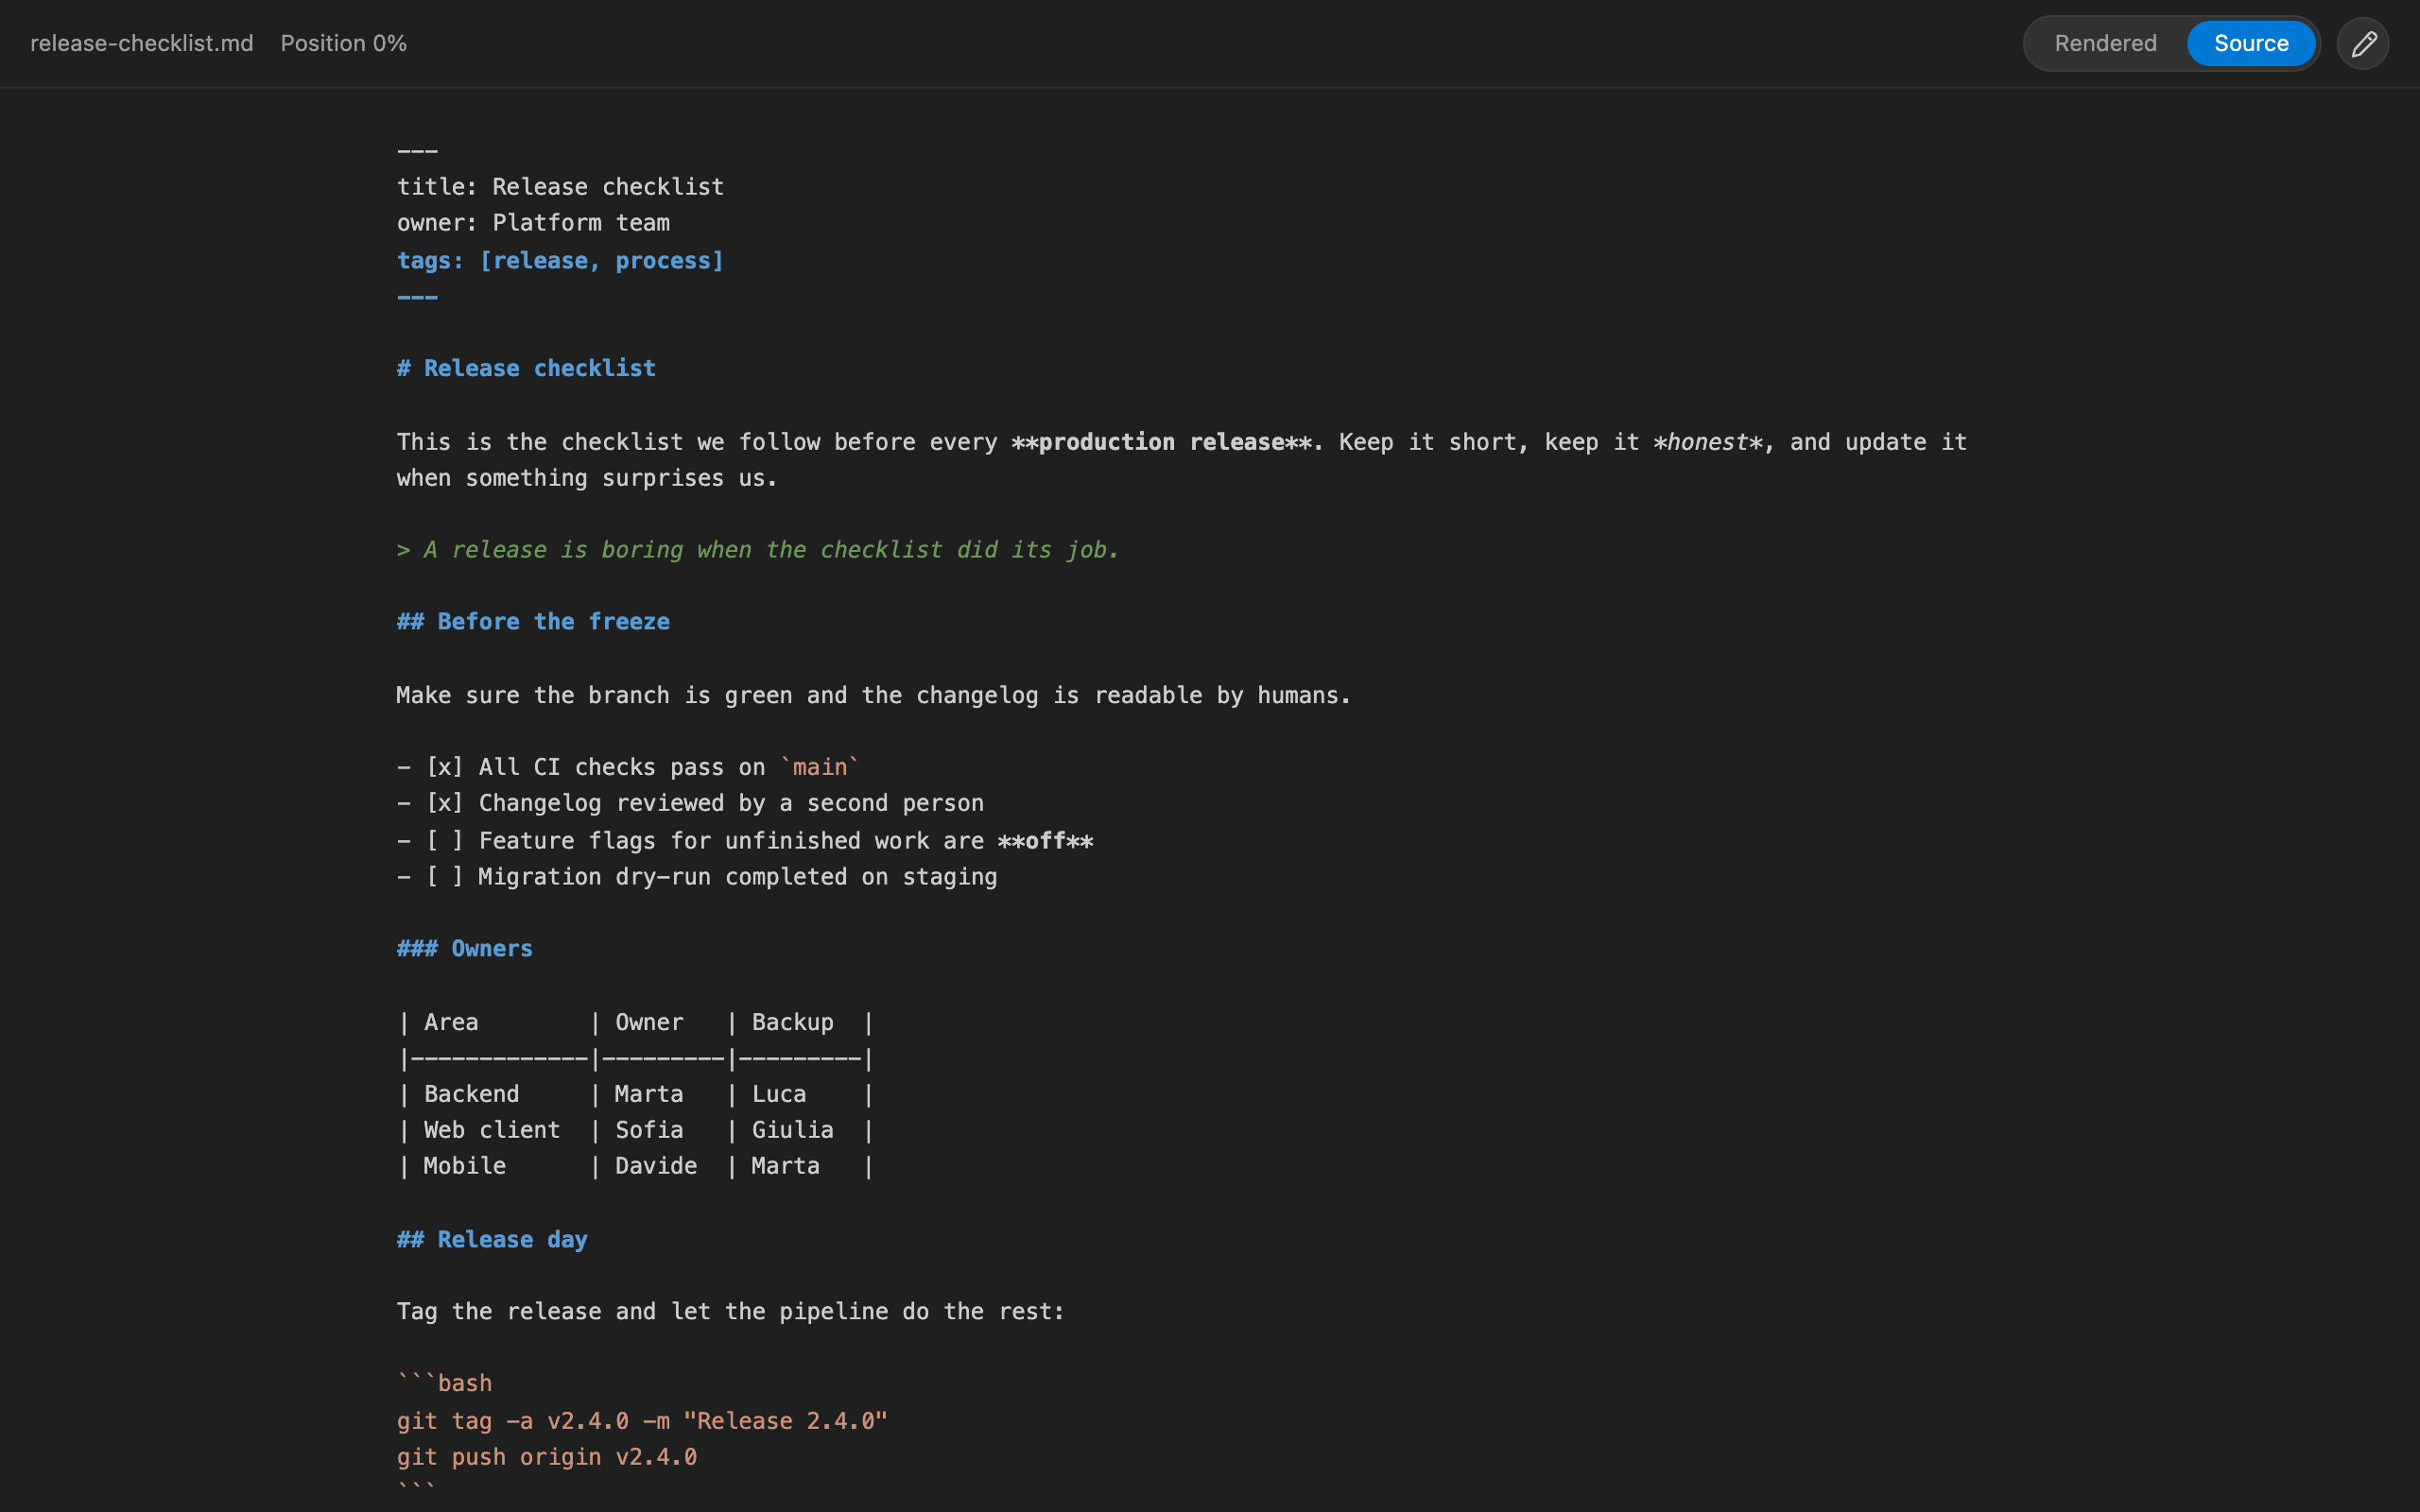 release-checklist.md Position 0% Rendered Source
---
title: Release checklist
owner: Platform team
tags: [release, process]
---
# Release checklist
This is the checklist we follow before every **production release**. Keep it short, keep it *honest*, and update it
when something surprises us.
> A release is boring when the checklist did its job.
## Before the freeze
Make sure the branch is green and the changelog is readable by humans.
- [x] All CI checks pass on `main`
- [x] Changelog reviewed by a second person
- [ ] Feature flags for unfinished work are **off**
- [ ] Migration dry-run completed on staging
### Owners
| Area        | Owner   | Backup  |
|-------------|---------|---------|
| Backend     | Marta   | Luca    |
| Web client  | Sofia   | Giulia  |
| Mobile      | Davide  | Marta   |
## Release day
Tag the release and let the pipeline do the rest:
```bash
git tag -a v2.4.0 -m "Release 2.4.0"
git push origin v2.4.0
```